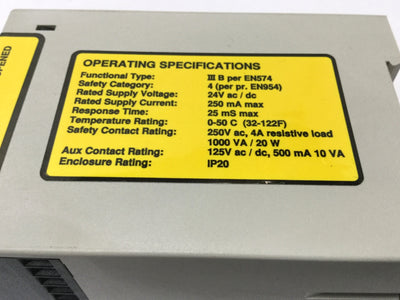 OPENED
OPERATING SPECIFICATIONS
Functional Type: III B per EN574
Safety Category: 4 (per pr. EN954)
Rated Supply Voltage: 24V ac / dc
Rated Supply Current: 250 mA max
Response Time: 25 mS max
Temperature Rating: 0-50 C (32-122F)
Safety Contact Rating: 250V ac, 4A resistive load
1000 VA / 20 W
Aux Contact Rating: 125V ac / dc, 500 mA 10 VA
Enclosure Rating: IP20